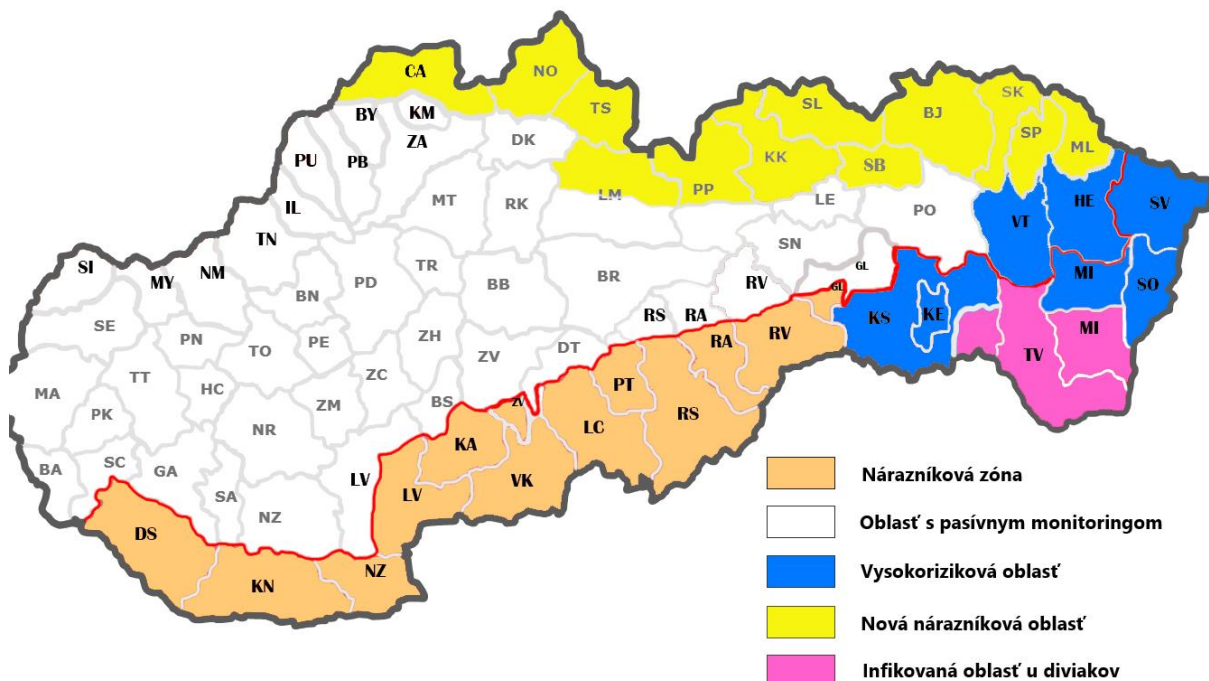 CA
NO
TS
BY
KM
ZA
DK
PU
PB
IL
MT
RK
LM
PP
KK
SL
SB
BJ
SK
SP
ML
HE
SV
VT
PO
LE
SN
GL
GL
MI
SO
MI
TV
KS
KE
TN
SI
MY
NM
BN
PD
TR
BB
BR
RV
RS
RA
RA
RV
SE
PN
TO
PE
ZH
ZV
DT
PT
MA
TT
HC
ZM
ZC
BS
ZV
LC
RS
PK
NR
KA
VK
BA
SC
GA
SA
NZ
LV
LV
DS
KN
NZ
Nárazníková zóna
Oblasť s pasívnym monitoringom
Vysokoriziková oblasť
Nová nárazníková oblasť
Infikovaná oblasť u diviakov